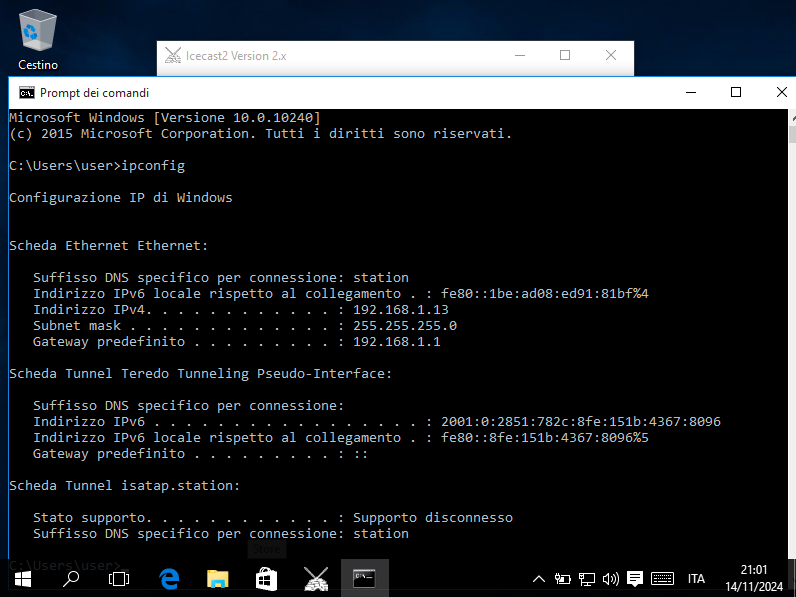 Cestino
Icecast2 Version 2.x
Prompt dei comandi
Microsoft Windows [Versione 10.0.10240]
(c) 2015 Microsoft Corporation. Tutti i diritti sono riservati.
C:\Users\user>ipconfig
Configurazione IP di Windows
Scheda Ethernet Ethernet:
Suffisso DNS specifico per connessione: station
Indirizzo IPv6 locale rispetto al collegamento . : fe80::1be:ad08:ed91:81bf%4
Indirizzo IPv4. . . . . . . . . . . . : 192.168.1.13
Subnet mask . . . . . . . . . . . . . : 255.255.255.0
Gateway predefinito . . . . . . . . . : 192.168.1.1
Scheda Tunnel Teredo Tunneling Pseudo-Interface:
Suffisso DNS specifico per connessione:
Indirizzo IPv6 . . . . . . . . . . . . . . . . . : 2001:0:2851:782c:8fe:151b:4367:8096
Indirizzo IPv6 locale rispetto al collegamento . : fe80::8fe:151b:4367:8096%5
Gateway predefinito . . . . . . . . . : ::
Scheda Tunnel isatap.station:
Stato supporto. . . . . . . . . . . . : Supporto disconnesso
Suffisso DNS specifico per connessione: station
Store
C:\Users\user>
ITA
21:01
14/11/2024